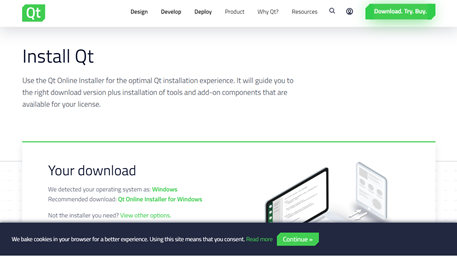 Qt
Design
Develop
Deploy
Product
Why Qt?
Resources
Download. Try. Buy.
Install Qt
Use the Qt Online Installer for the optimal Qt installation experience. It will guide you to
the right download version plus installation of tools and add-on components that are
available for your license.
Your download
We detected your operating system as: Windows
Recommended download: Qt Online Installer for Windows
Not the installer you need? View other options.
We bake cookies in your browser for a better experience. Using this site means that you consent. Read more
Continue »